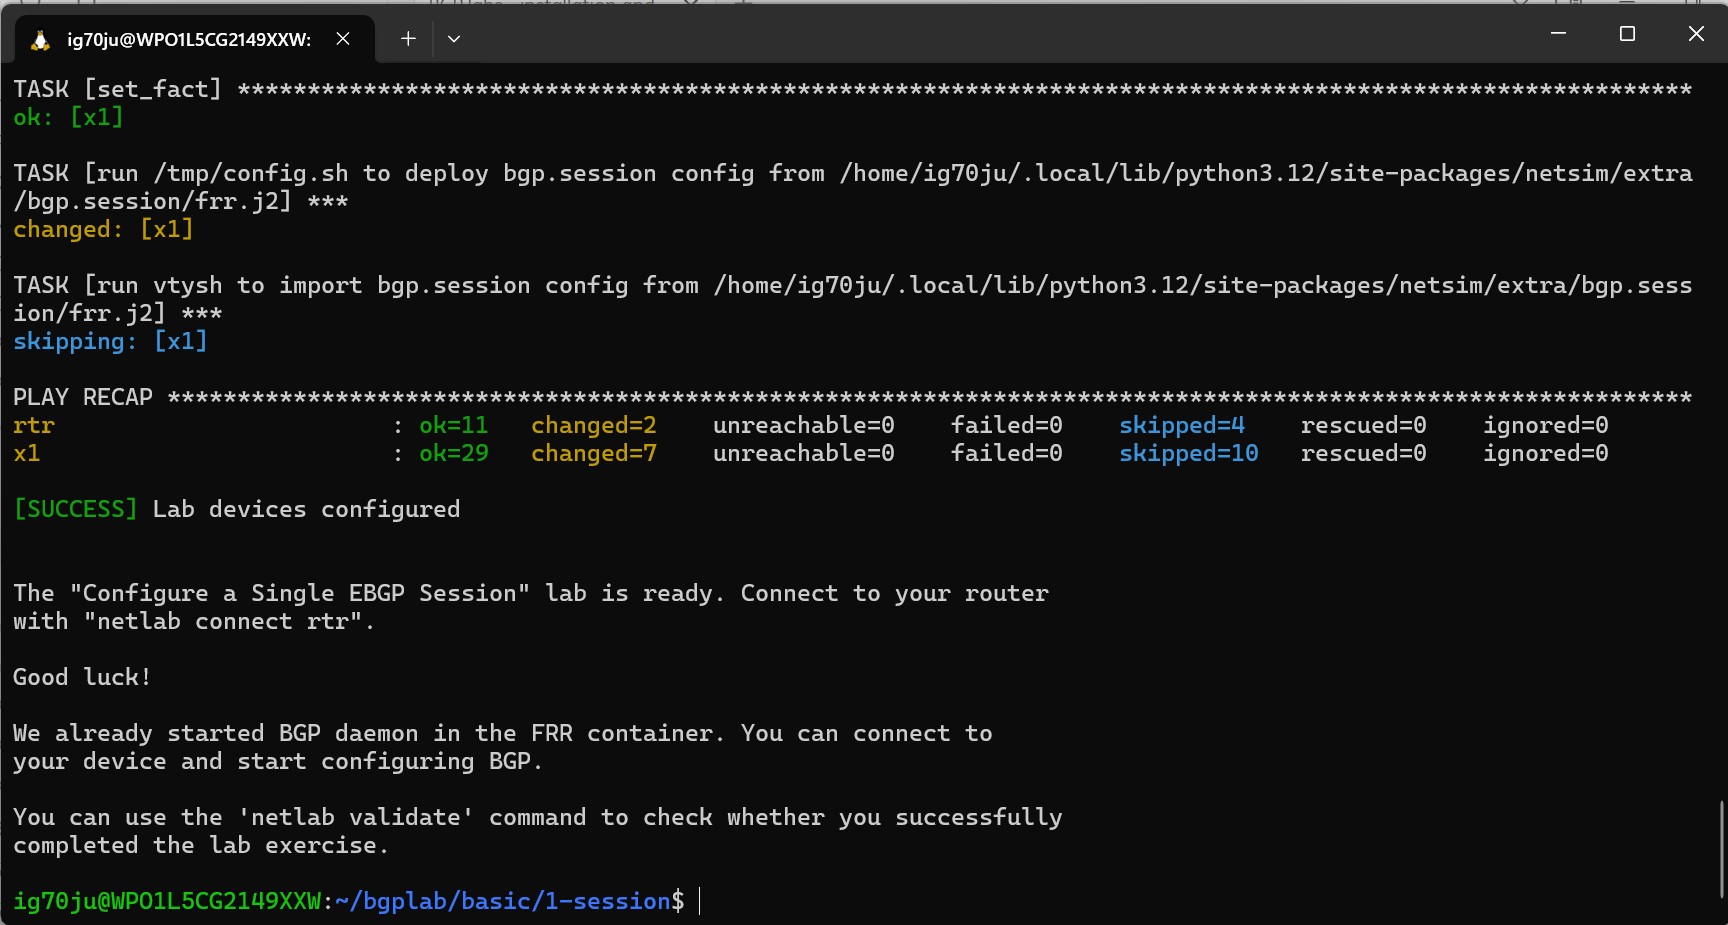 ig70ju@WPO1L5CG2149XXW:
TASK [set_fact] ********************************************************************************************************
ok: [x1]
TASK [run /tmp/config.sh to deploy bgp.session config from /home/ig70ju/.local/lib/python3.12/site-packages/netsim/extra
/bgp.session/frr.j2] ***
changed: [x1]
TASK [run vtysh to import bgp.session config from /home/ig70ju/.local/lib/python3.12/site-packages/netsim/extra/bgp.sess
ion/frr.j2] ***
skipping: [x1]
PLAY RECAP *************************************************************************************************************
rtr : ok=11 changed=2 unreachable=0 failed=0 skipped=4 rescued=0 ignored=0
x1 : ok=29 changed=7 unreachable=0 failed=0 skipped=10 rescued=0 ignored=0
[SUCCESS] Lab devices configured
The "Configure a Single EBGP Session" lab is ready. Connect to your router
with "netlab connect rtr".
Good luck!
We already started BGP daemon in the FRR container. You can connect to
your device and start configuring BGP.
You can use the 'netlab validate' command to check whether you successfully
completed the lab exercise.
ig70ju@WPO1L5CG2149XXW:~/bgplab/basic/1-session$